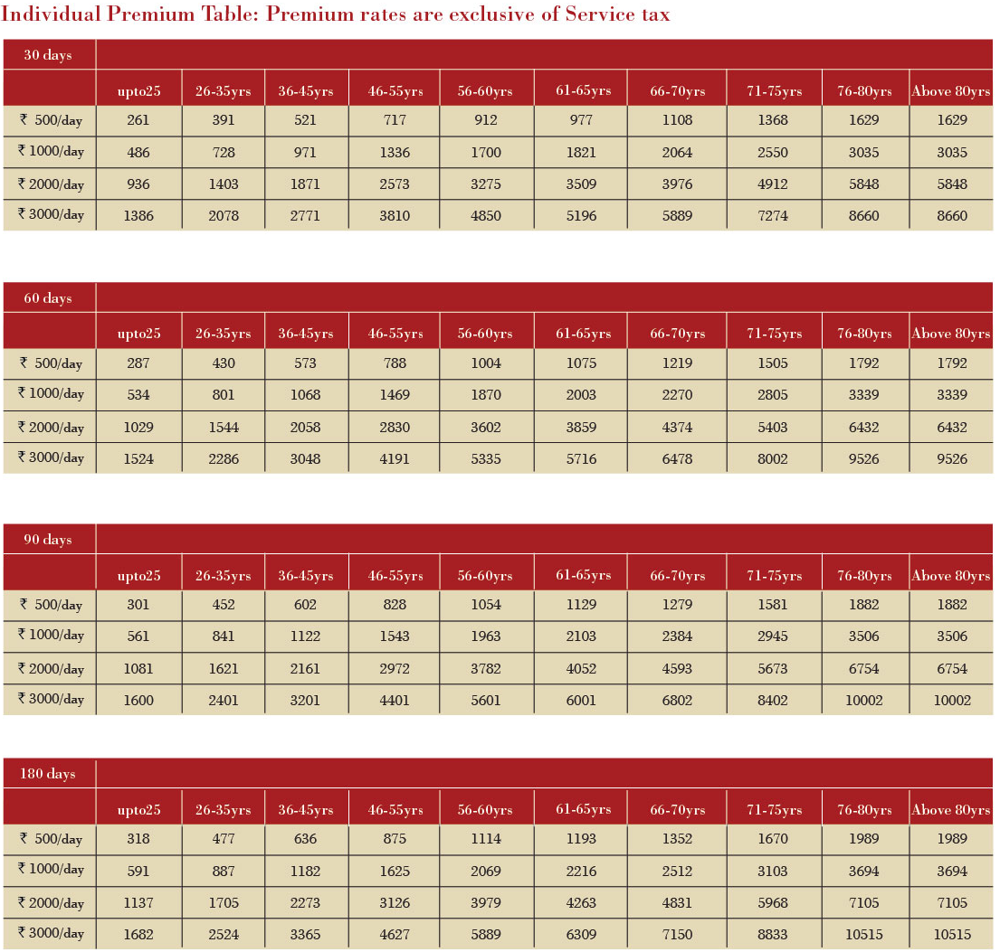 Individual Premium Table: Premium rates are exclusive of Service tax
30 days
upto25 26-35yrs 36-45yrs 46-55yrs 56-60yrs 61-65yrs 66-70yrs 71-75yrs 76-80yrs Above 80yrs
₹ 500/day 261 391 521 717 912 977 1108 1368 1629 1629
₹ 1000/day 486 728 971 1336 1700 1821 2064 2550 3035 3035
₹ 2000/day 936 1403 1871 2573 3275 3509 3976 4912 5848 5848
₹ 3000/day 1386 2078 2771 3810 4850 5196 5889 7274 8660 8660
60 days
upto25 26-35yrs 36-45yrs 46-55yrs 56-60yrs 61-65yrs 66-70yrs 71-75yrs 76-80yrs Above 80yrs
₹ 500/day 287 430 573 788 1004 1075 1219 1505 1792 1792
₹ 1000/day 534 801 1068 1469 1870 2003 2270 2805 3339 3339
₹ 2000/day 1029 1544 2058 2830 3602 3859 4374 5403 6432 6432
₹ 3000/day 1524 2286 3048 4191 5335 5716 6478 8002 9526 9526
90 days
upto25 26-35yrs 36-45yrs 46-55yrs 56-60yrs 61-65yrs 66-70yrs 71-75yrs 76-80yrs Above 80yrs
₹ 500/day 301 452 602 828 1054 1129 1279 1581 1882 1882
₹ 1000/day 561 841 1122 1543 1963 2103 2384 2945 3506 3506
₹ 2000/day 1081 1621 2161 2972 3782 4052 4593 5673 6754 6754
₹ 3000/day 1600 2401 3201 4401 5601 6001 6802 8402 10002 10002
180 days
upto25 26-35yrs 36-45yrs 46-55yrs 56-60yrs 61-65yrs 66-70yrs 71-75yrs 76-80yrs Above 80yrs
₹ 500/day 318 477 636 875 1114 1193 1352 1670 1989 1989
₹ 1000/day 591 887 1182 1625 2069 2216 2512 3103 3694 3694
₹ 2000/day 1137 1705 2273 3126 3979 4263 4831 5968 7105 7105
₹ 3000/day 1682 2524 3365 4627 5889 6309 7150 8833 10515 10515